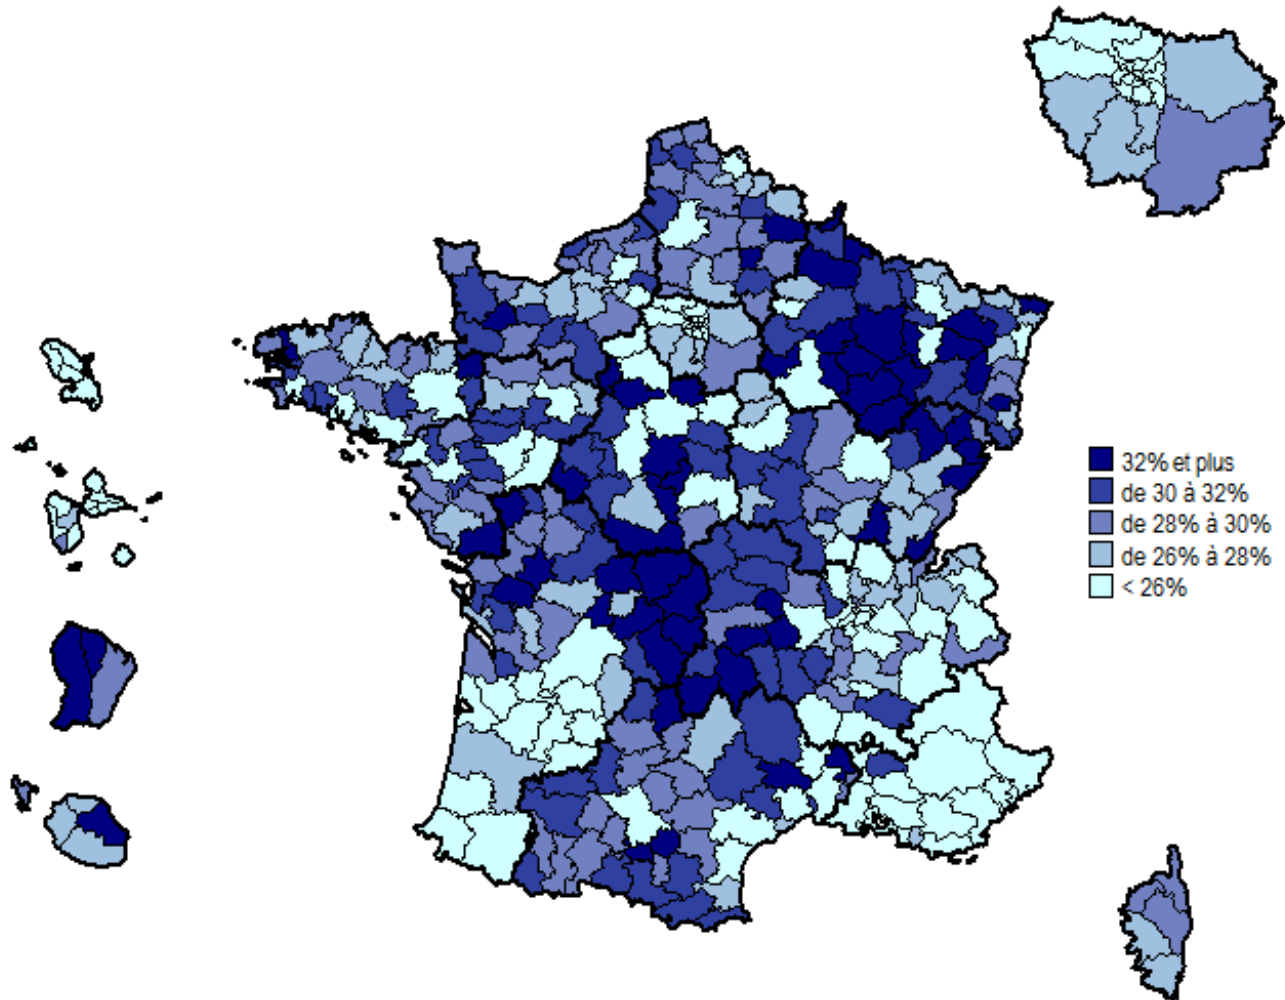 32% et plus
de 30 à 32%
de 28% à 30%
de 26% à 28%
< 26%